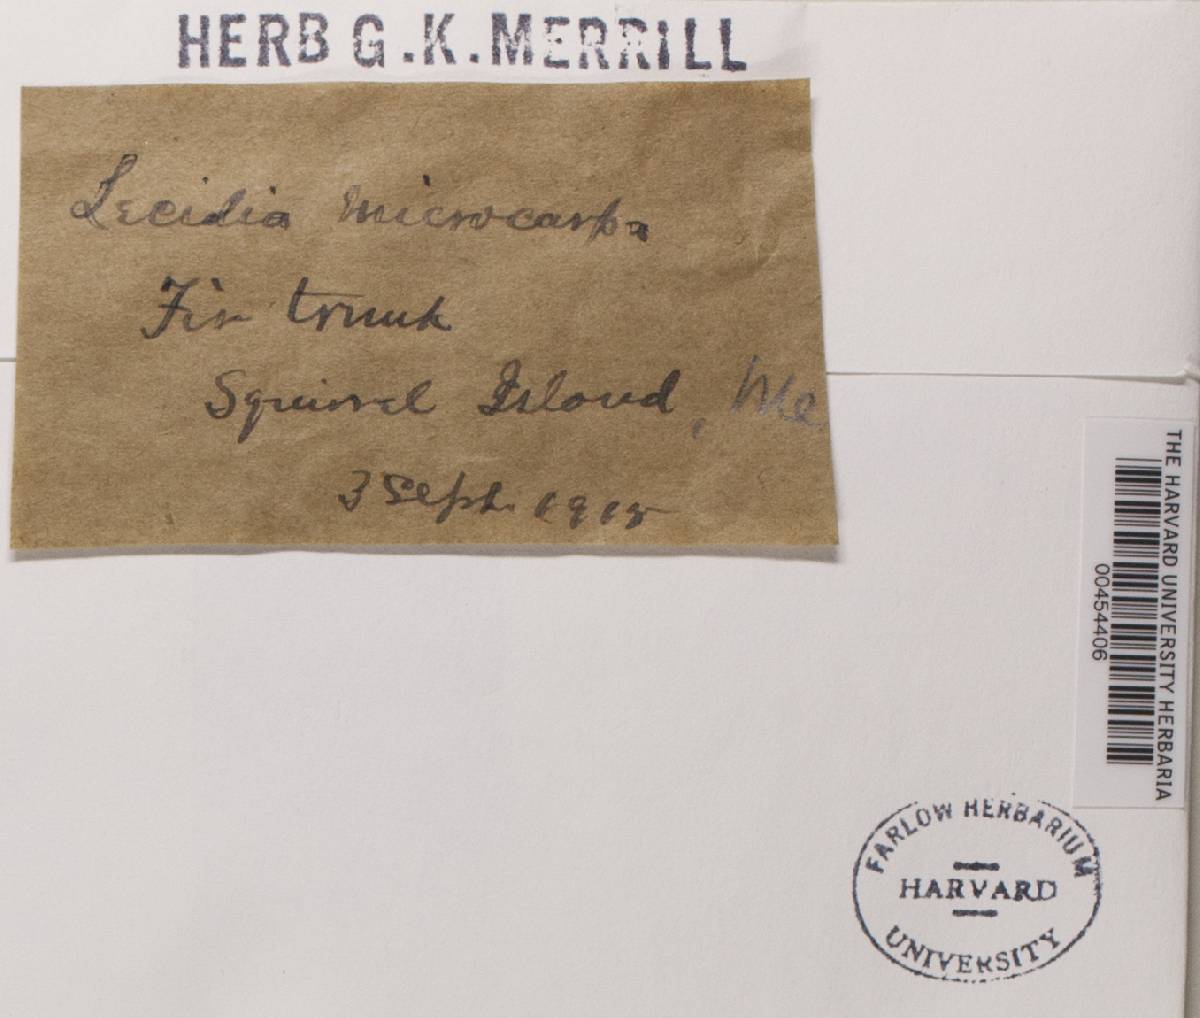 HERB G.K. MERRILL
Lecidia microcarpa
Fir trunk
Squirrel Island, Me
3 Sept.
THE HARVARD UNIVERSITY HERBARIA
00454406
FARLOW HERBARIUM
HARVARD
UNIVERSITY